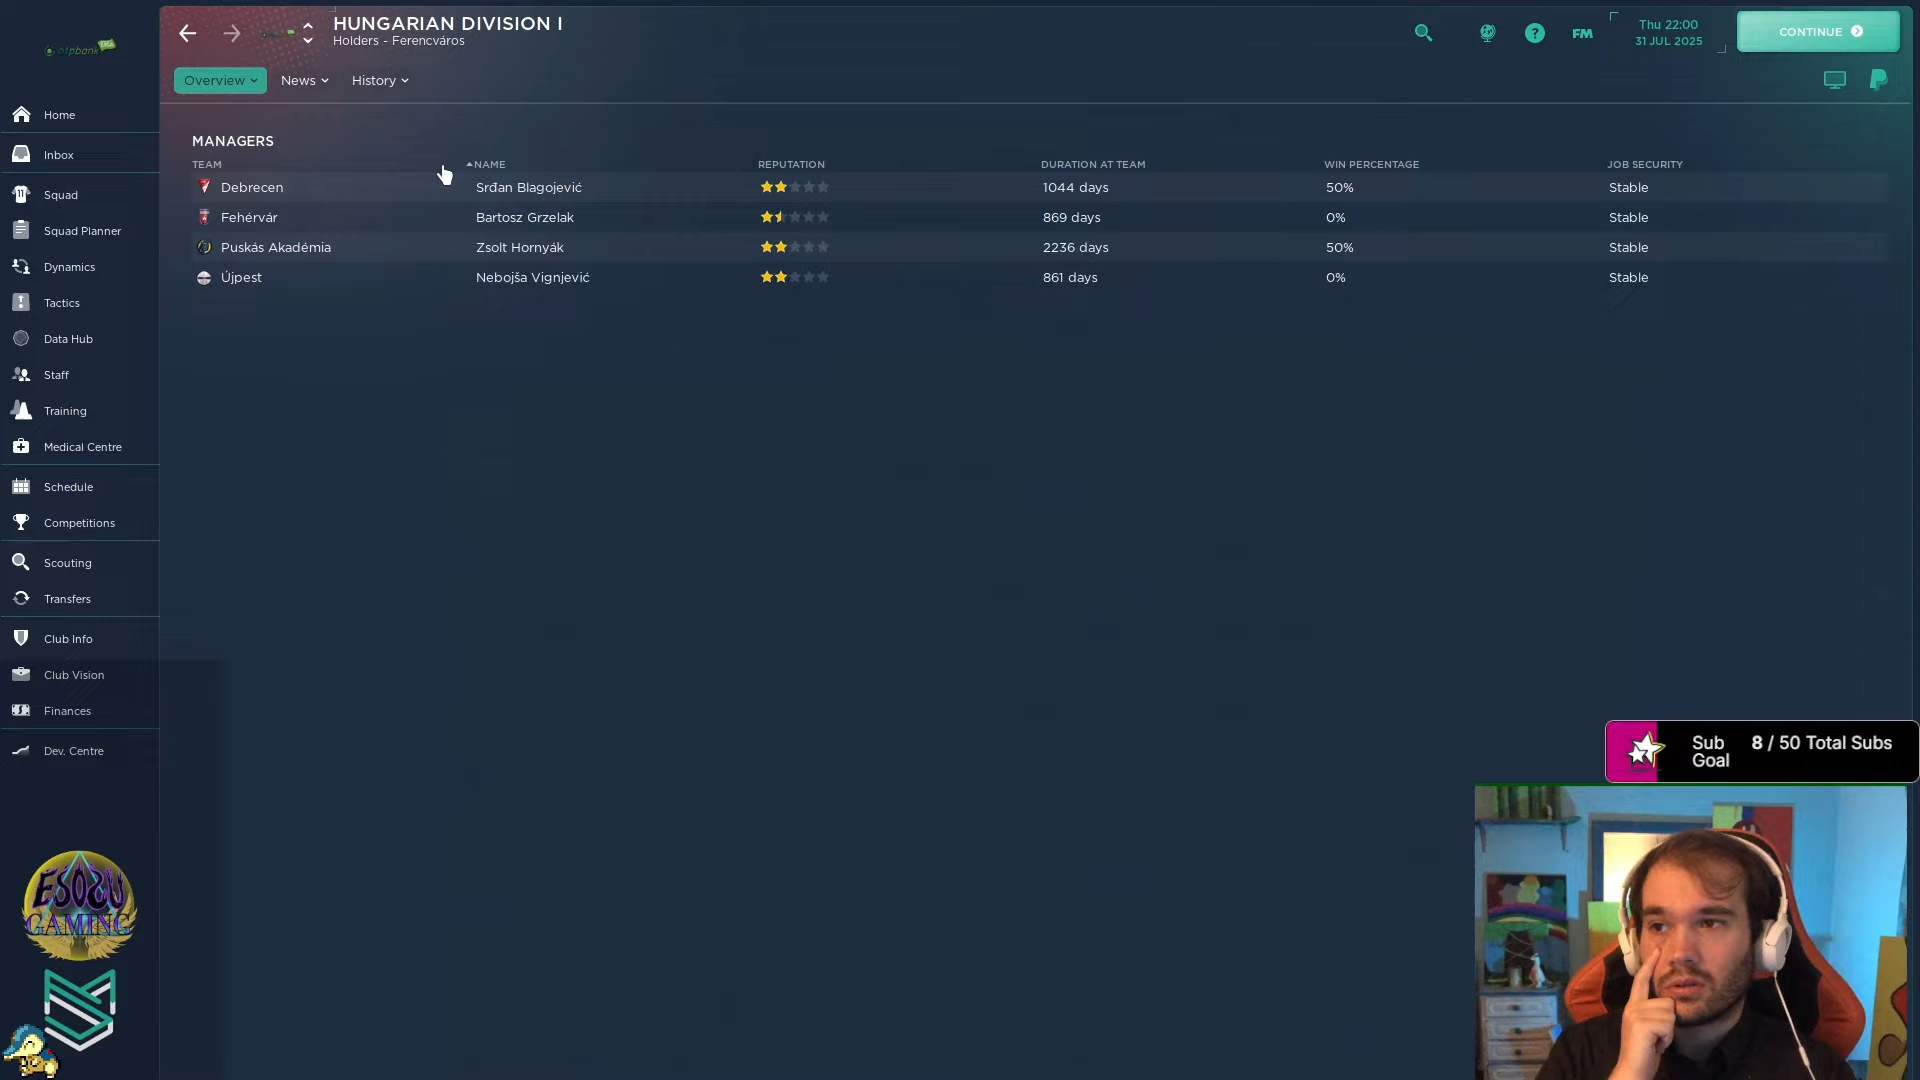 otpbank LIGA
HUNGARIAN DIVISION I
Holders - Ferencváros
Thu 22:00
31 JUL 2025
CONTINUE
FM
?
Overview
News
History
Home
Inbox
11
Squad
Squad Planner
Dynamics
Tactics
Data Hub
Staff
Training
Medical Centre
Schedule
Competitions
Scouting
Transfers
Club Info
Club Vision
Finances
Dev. Centre
MANAGERS
TEAM NAME REPUTATION DURATION AT TEAM WIN PERCENTAGE JOB SECURITY
Debrecen Srđan Blagojević 1044 days 50% Stable
Fehérvár Bartosz Grzelak 869 days 0% Stable
Puskás Akadémia Zsolt Hornyák 2236 days 50% Stable
Újpest Nebojša Vignjević 861 days 0% Stable
Sub Goal 8 / 50 Total Subs
ESOSU
GAMING